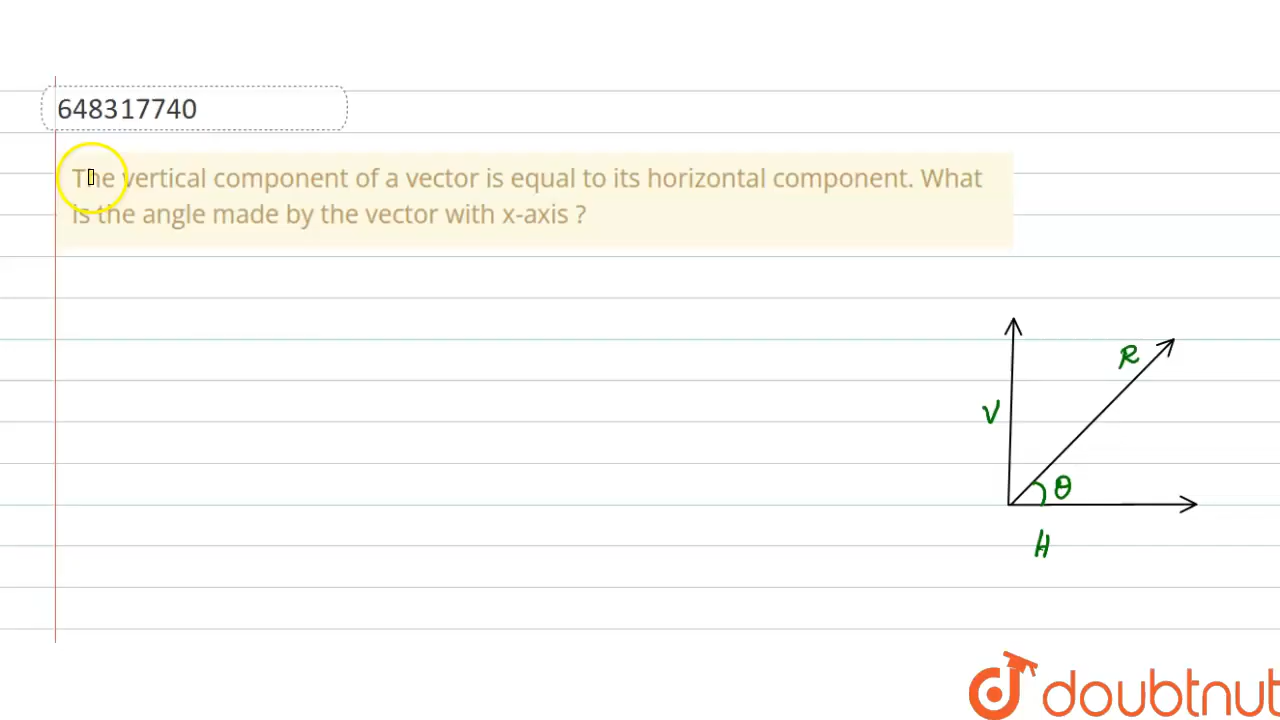 648317740
The vertical component of a vector is equal to its horizontal component. What
is the angle made by the vector with x-axis ?
R
V
θ
H
doubtnut